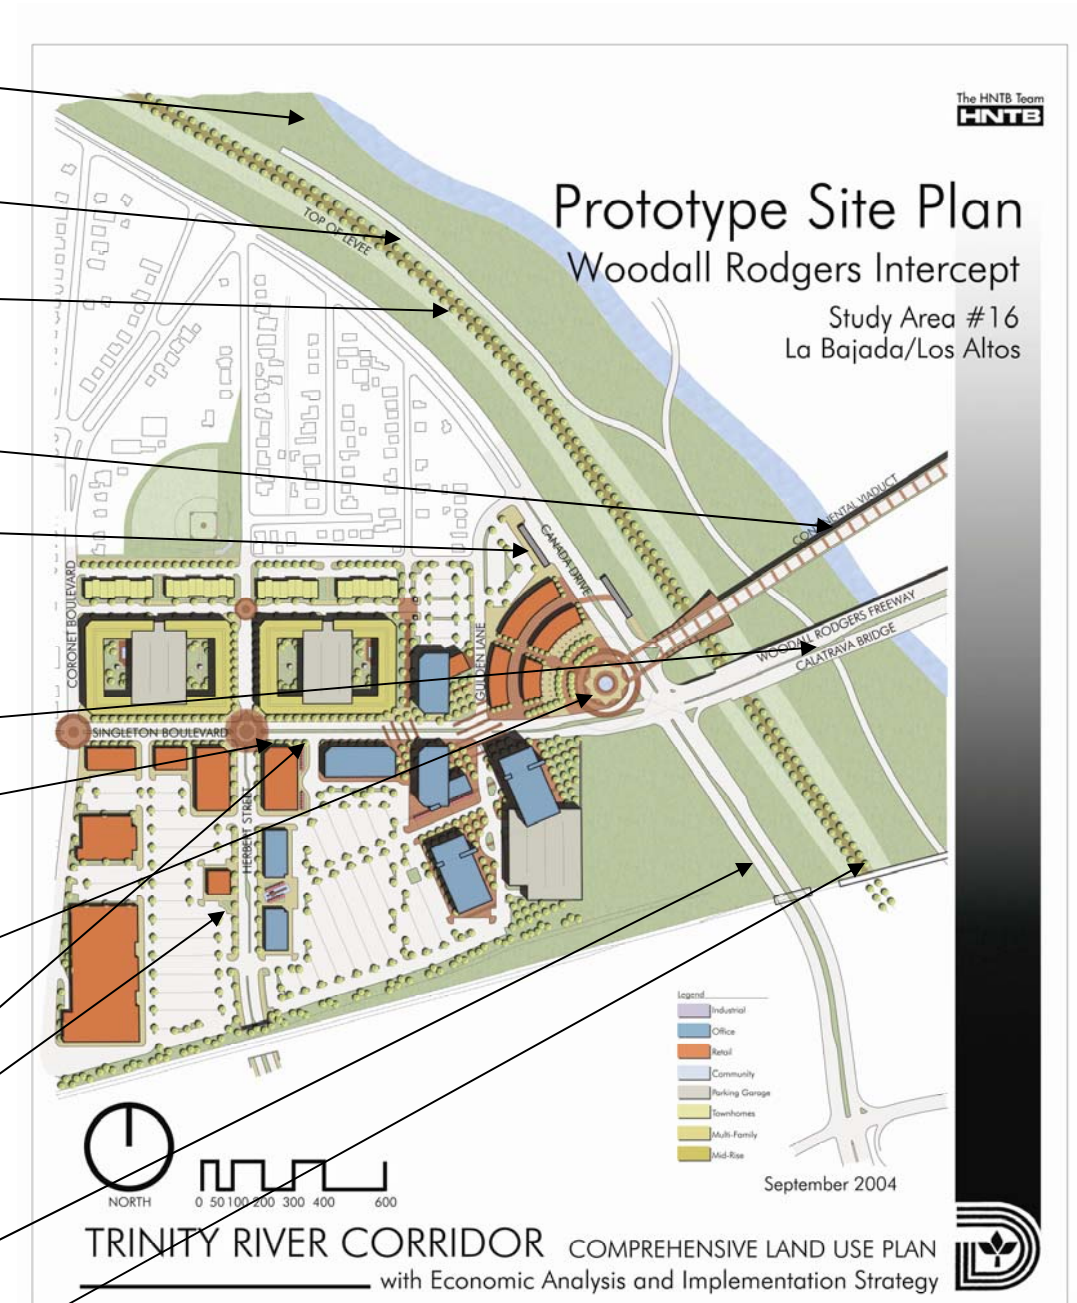 The HNTB Team
HNTB
Prototype Site Plan
Woodall Rodgers Intercept
Study Area #16
La Bajada/Los Altos
TOP OF LEVEE
CONTINENTAL VIADUCT
CANADA DRIVE
CORONET BOULEVARD
GULDEN LANE
WOODALL RODGERS FREEWAY
CALATRAVA BRIDGE
SINGLETON BOULEVARD
HERBERT STREET
Legend
Industrial
Office
Retail
Community
Parking Garage
Townhomes
Multi-Family
Mid-Rise
September 2004
NORTH
0 50 100 200 300 400 600
TRINITY RIVER CORRIDOR COMPREHENSIVE LAND USE PLAN
with Economic Analysis and Implementation Strategy